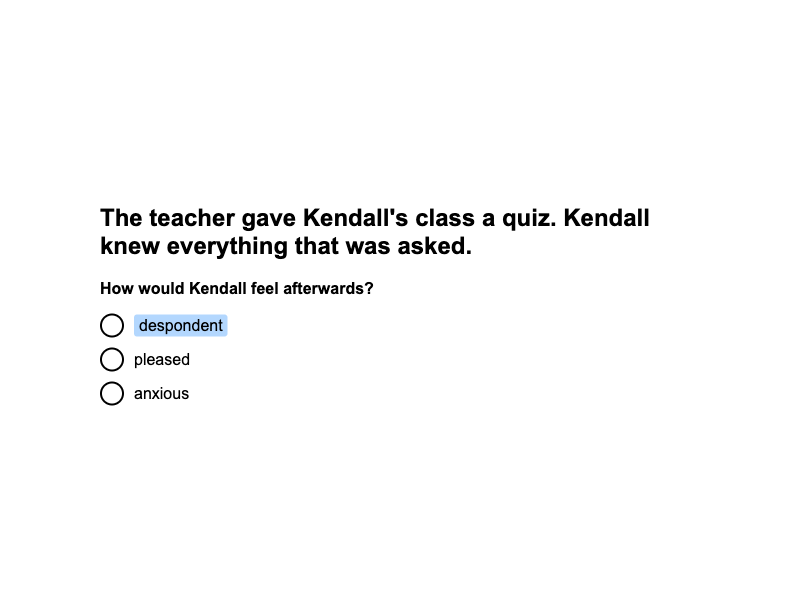 The teacher gave Kendall's class a quiz. Kendall
knew everything that was asked.
How would Kendall feel afterwards?
despondent
pleased
anxious